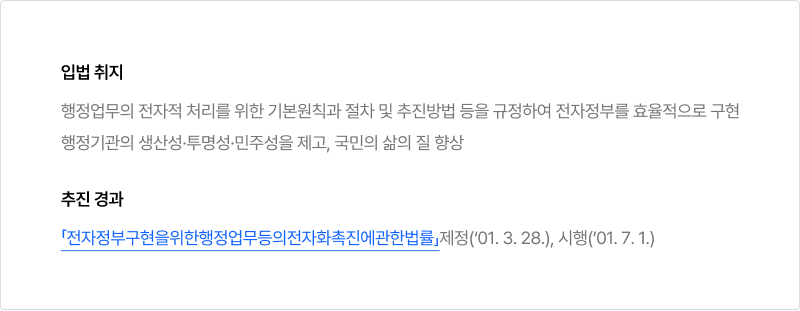 입법 취지
행정업무의 전자적 처리를 위한 기본원칙과 절차 및 추진방법 등을 규정하여 전자정부를 효율적으로 구현
행정기관의 생산성·투명성·민주성을 제고, 국민의 삶의 질 향상
추진 경과
「전자정부구현을위한행정업무등의전자화촉진에관한법률」제정(‘01. 3. 28.), 시행(’01. 7. 1.)